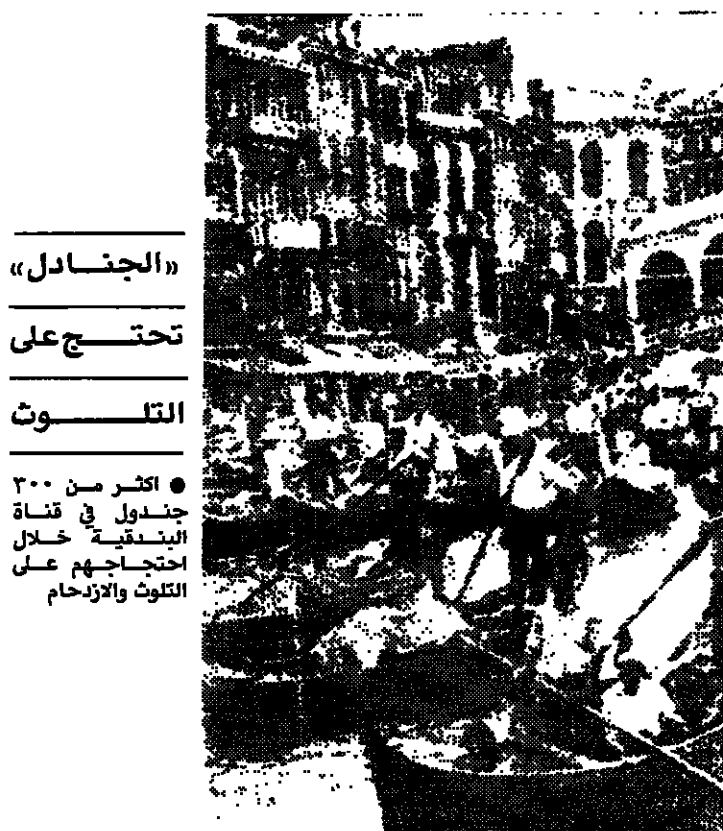 «الجنادل»
تحتج على
التلوث
● اكثر من ٣٠٠
جندول في قناة
البندقية خلال
احتجاجهم على
التلوث والازدحام